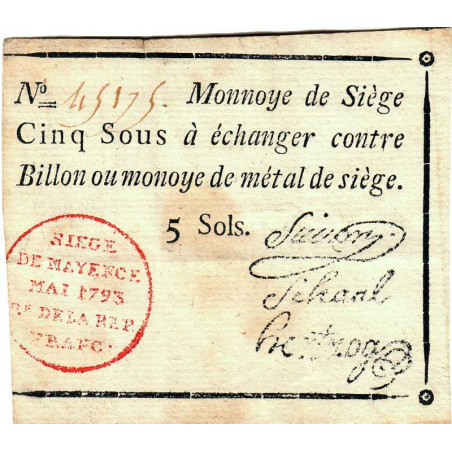 No. 45175. Monnoye de Siège
Cinq Sous à échanger contre
Billon ou monoye de métal de siège.
5 Sols.
SIEGE
DE MAYENCE
MAI 1793
2e. DE LA REP.
FRANC.